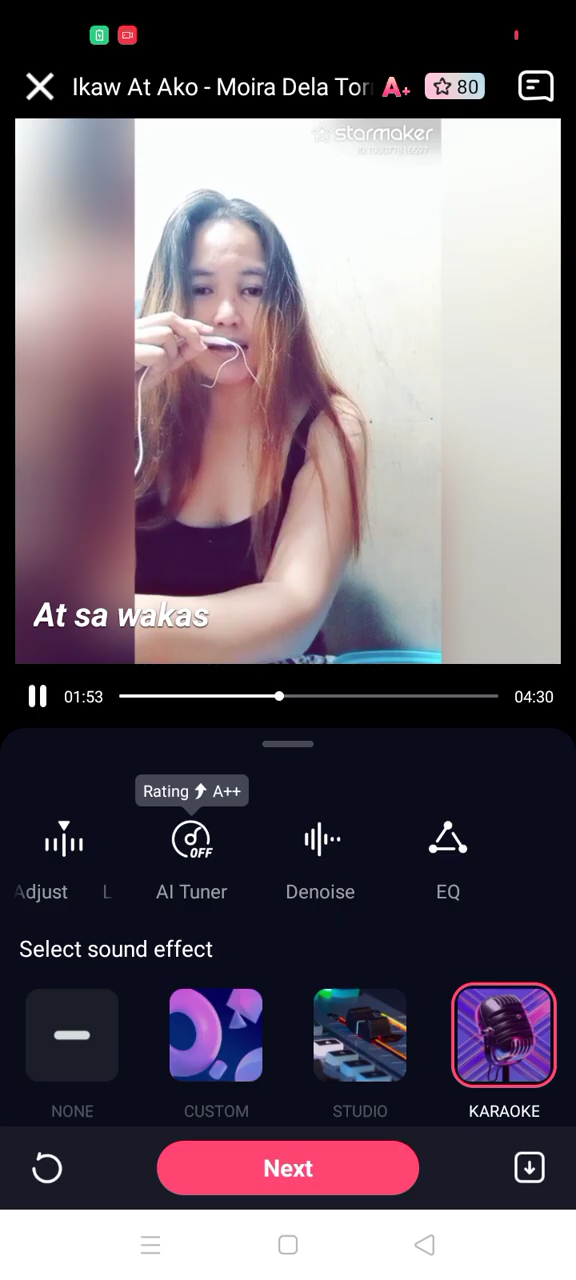 Ikaw At Ako - Moira Dela Tor
A+
80
starmaker
At sa wakas
01:53
04:30
Rating A++
OFF
Adjust
L
AI Tuner
Denoise
EQ
Select sound effect
NONE
CUSTOM
STUDIO
KARAOKE
Next